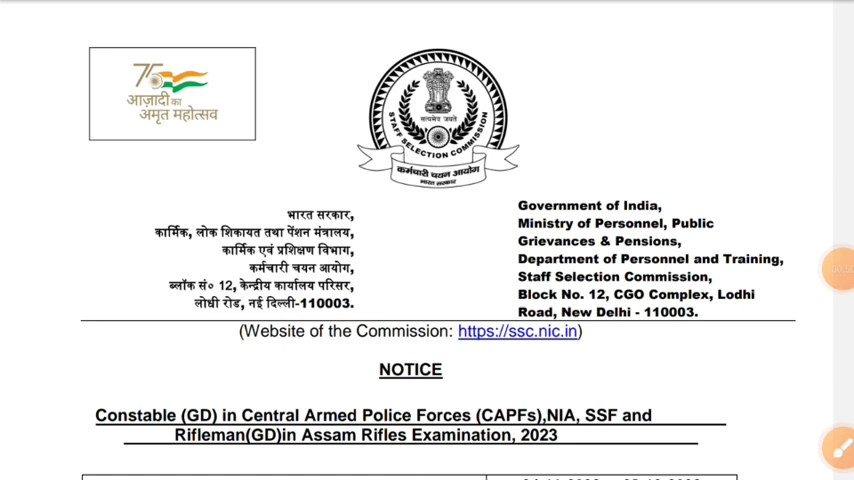 75
आज़ादी का
अमृत महोत्सव
सत्यमेव जयते
STAFF SELECTION COMMISSION
कर्मचारी चयन आयोग
भारत सरकार
भारत सरकार,
कार्मिक, लोक शिकायत तथा पेंशन मंत्रालय,
कार्मिक एवं प्रशिक्षण विभाग,
कर्मचारी चयन आयोग,
ब्लॉक सं० 12, केन्द्रीय कार्यालय परिसर,
लोधी रोड, नई दिल्ली-110003.
Government of India,
Ministry of Personnel, Public
Grievances & Pensions,
Department of Personnel and Training,
Staff Selection Commission,
Block No. 12, CGO Complex, Lodhi
Road, New Delhi - 110003.
(Website of the Commission: https://ssc.nic.in)
NOTICE
Constable (GD) in Central Armed Police Forces (CAPFs),NIA, SSF and
Rifleman(GD)in Assam Rifles Examination, 2023